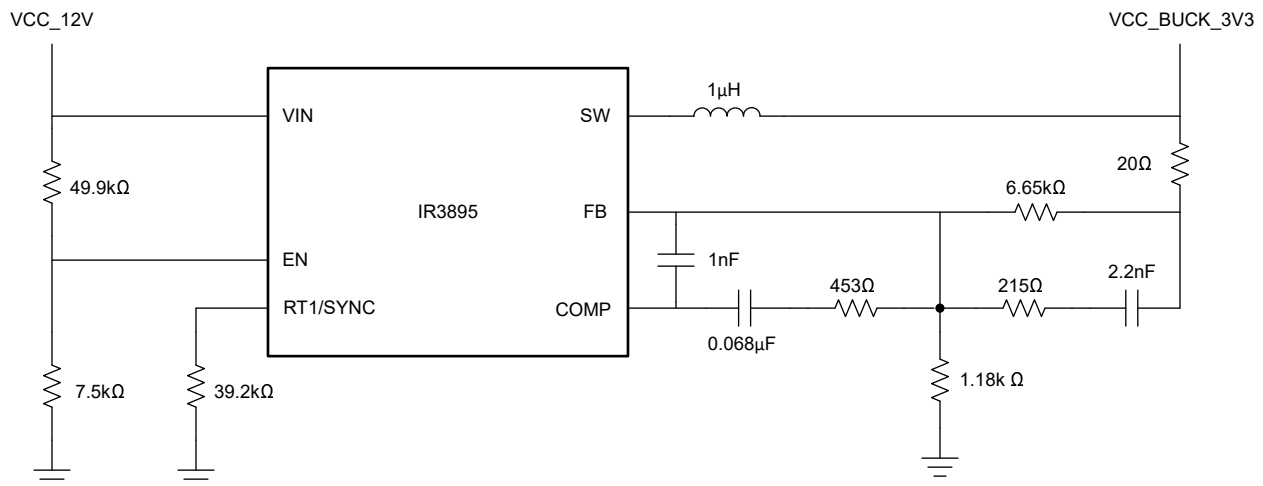 VCC_12V
VCC_BUCK_3V3
1µH
VIN
SW
20Ω
49.9kΩ
6.65kΩ
IR3895
FB
EN
1nF
2.2nF
453Ω
215Ω
RT1/SYNC
COMP
0.068µF
7.5kΩ
39.2kΩ
1.18k Ω